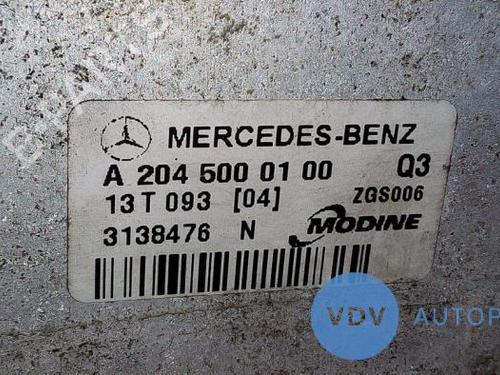 MERCEDES-BENZ
A 204 500 01 00 Q3
13 T 093 [04] ZGS006
3138476 N MODINE
VDV AUTOP